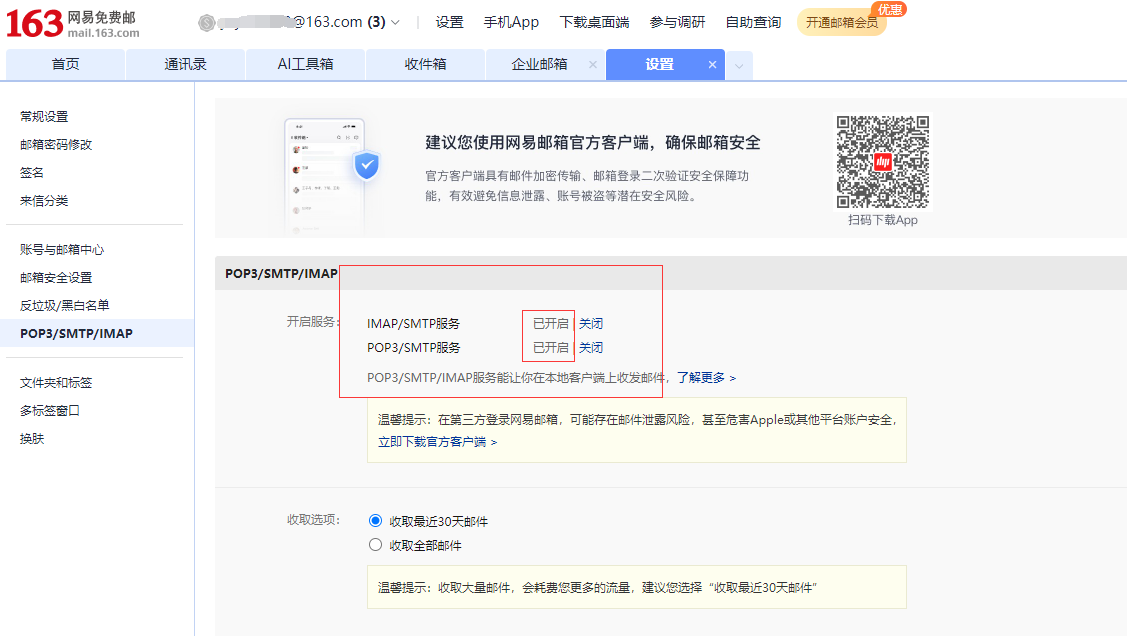 163 网易免费邮
mail.163.com
@163.com (3)
设置 手机App 下载桌面端 参与调研 自助查询 开通邮箱会员 优惠
首页 通讯录 AI工具箱 收件箱 企业邮箱 × 设置 ×
常规设置
邮箱密码修改
签名
来信分类
账号与邮箱中心
邮箱安全设置
反垃圾/黑白名单
POP3/SMTP/IMAP
文件夹和标签
多标签窗口
换肤
建议您使用网易邮箱官方客户端，确保邮箱安全
官方客户端具有邮件加密传输、邮箱登录二次验证安全保障功
能，有效避免信息泄露、账号被盗等潜在安全风险。
扫码下载App
POP3/SMTP/IMAP
开启服务：
IMAP/SMTP服务 已开启 关闭
POP3/SMTP服务 已开启 关闭
POP3/SMTP/IMAP服务能让你在本地客户端上收发邮件，了解更多 >
温馨提示：在第三方登录网易邮箱，可能存在邮件泄露风险，甚至危害Apple或其他平台账户安全，
立即下载官方客户端 >
收取选项：
收取最近30天邮件
收取全部邮件
温馨提示：收取大量邮件，会耗费您更多的流量，建议您选择“收取最近30天邮件”